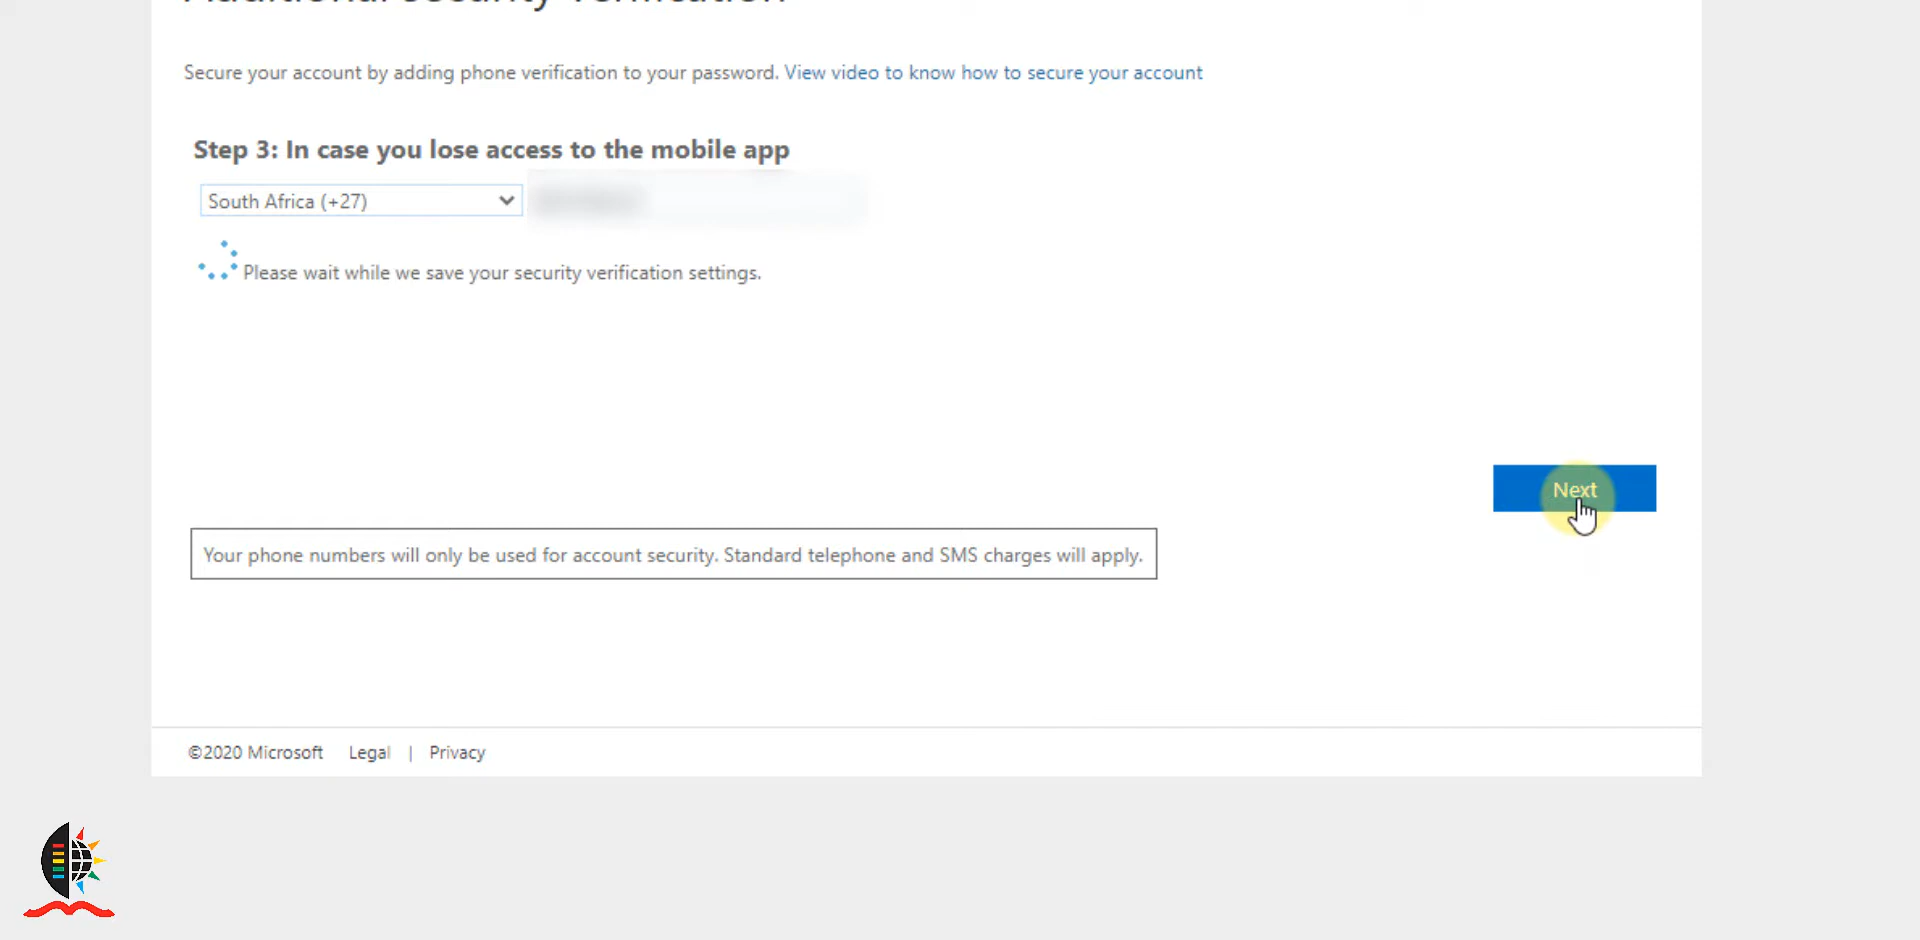 Additional Security Verification
Secure your account by adding phone verification to your password. View video to know how to secure your account
Step 3: In case you lose access to the mobile app
South Africa (+27)
Please wait while we save your security verification settings.
Next
Your phone numbers will only be used for account security. Standard telephone and SMS charges will apply.
©2020 Microsoft Legal | Privacy